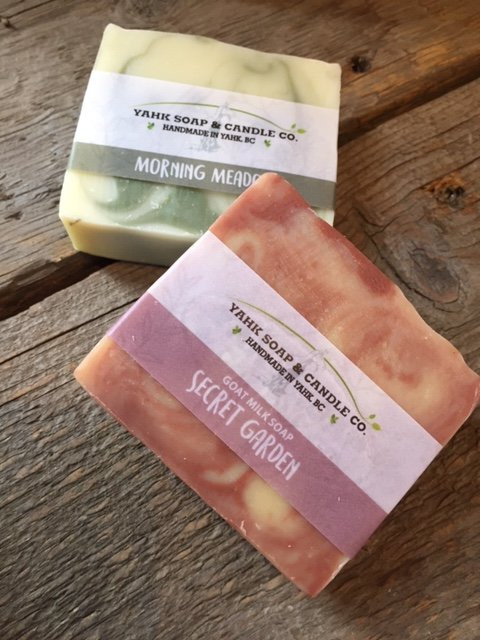 YAHK SOAP & CANDLE CO.
HANDMADE IN YAHK, BC
MORNING
YAHK SOAP & CANDLE CO.
HANDMADE IN YAHK, BC
GOAT MILK SOAP
SECRET GARDEN